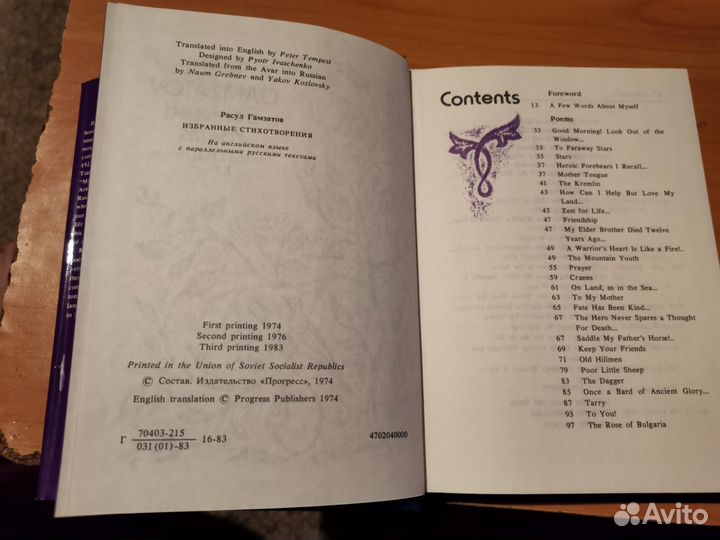 Translated into English by Peter Tempest
Designed by Pyotr Ivaschenko
Translated from the Avar into Russian
by Naum Grebnev and Yakov Kozlovsky
Расул Гамзатов
ИЗБРАННЫЕ СТИХОТВОРЕНИЯ
На английском языке
с параллельными русскими текстами
First printing 1974
Second printing 1976
Third printing 1983
Printed in the Union of Soviet Socialist Republics
© Состав. Издательство «Прогресс», 1974
English translation © Progress Publishers 1974
Г 70403-215 16-83
031(01)-83
4702040000
Contents
Foreword
13 A Few Words About Myself
Poems
33 Good Morning! Look Out of the
Window...
33 To Faraway Stars
35 Stars
37 Heroic Forebears I Recall...
37 Mother Tongue
41 The Kremlin
43 How Can I Help But Love My
Land...
45 Zest for Life...
47 Friendship
47 My Elder Brother Died Twelve
Years Ago...
49 A Warrior's Heart Is Like a Fire!..
49 The Mountain Youth
55 Prayer
59 Cranes
61 On Land, as in the Sea...
63 To My Mother
65 Fate Has Been Kind...
67 The Hero Never Spares a Thought
For Death...
67 Saddle My Father's Horse!..
69 Keep Your Friends
71 Old Hillmen
79 Poor Little Sheep
83 The Dagger
85 Once a Bard of Ancient Glory...
87 Tarry
93 To You!
97 The Rose of Bulgaria
Avito